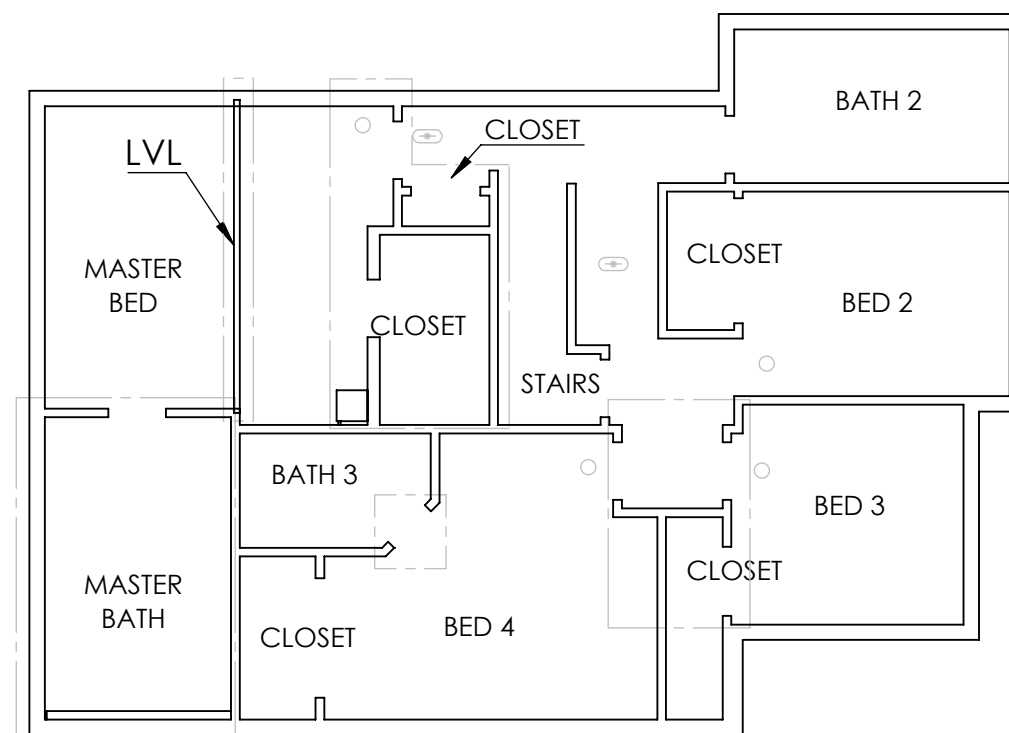 BATH 2
CLOSET
LVL
CLOSET
MASTER
BED
BED 2
CLOSET
STAIRS
BATH 3
BED 3
CLOSET
MASTER
BATH
BED 4
CLOSET